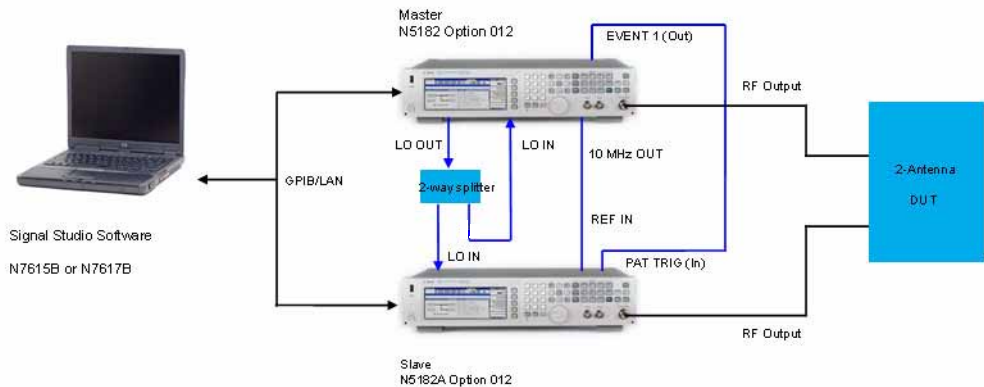 Master
N5182 Option 012
EVENT 1 (Out)
RF Output
LO OUT
LO IN
10 MHz OUT
2-way splitter
GPIB/LAN
2-Antenna
DUT
REF IN
Signal Studio Software
N7615B or N7617B
LO IN
PAT TRIG (In)
RF Output
Slave
N5182A Option 012